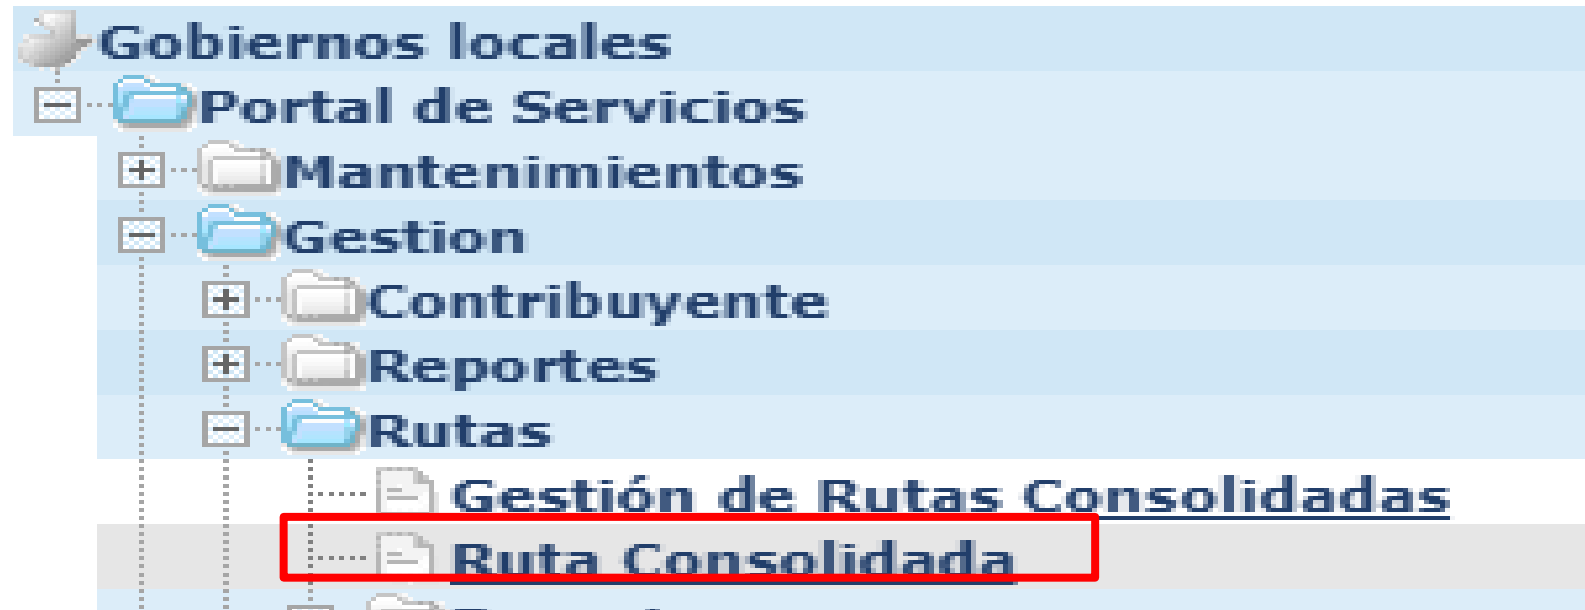 Gobiernos locales
Portal de Servicios
Mantenimientos
Gestion
Contribuyente
Reportes
Rutas
Gestión de Rutas Consolidadas
Ruta Consolidada